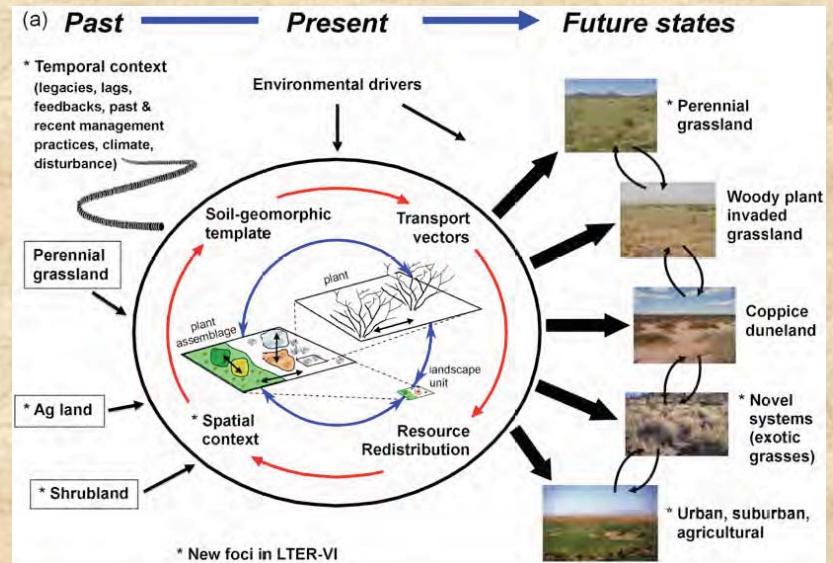 (a) Past Present Future states
* Temporal context
(legacies, lags,
feedbacks, past &
recent management
practices, climate,
disturbance)
Environmental drivers
Perennial
grassland
* Ag land
* Shrubland
Soil-geomorphic
template
Transport
vectors
plant
plant
assemblage
landscape
unit
* Spatial
context
Resource
Redistribution
* Perennial
grassland
Woody plant
invaded
grassland
Coppice
duneland
* Novel
systems
(exotic
grasses)
* Urban, suburban,
agricultural
* New foci in LTER-VI